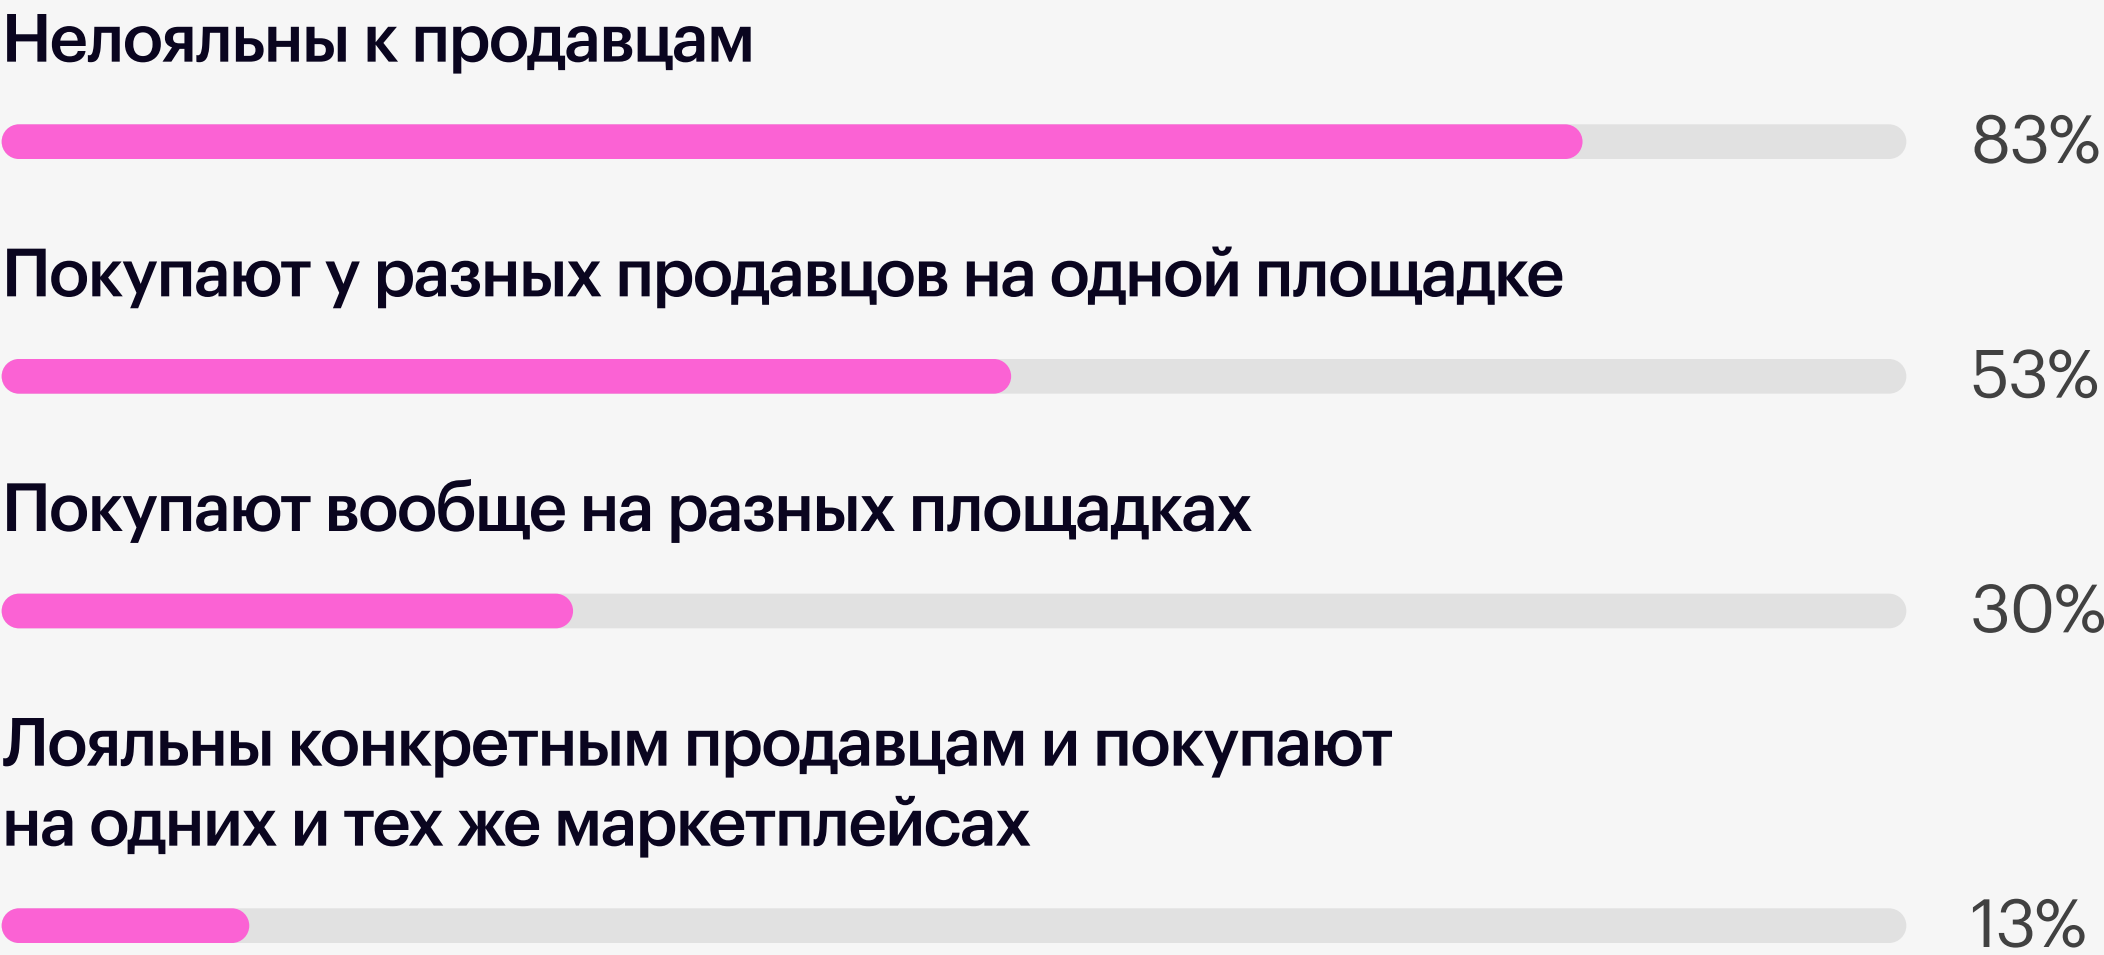 Нелояльны к продавцам
83%
Покупают у разных продавцов на одной площадке
53%
Покупают вообще на разных площадках
30%
Лояльны конкретным продавцам и покупают
на одних и тех же маркетплейсах
13%